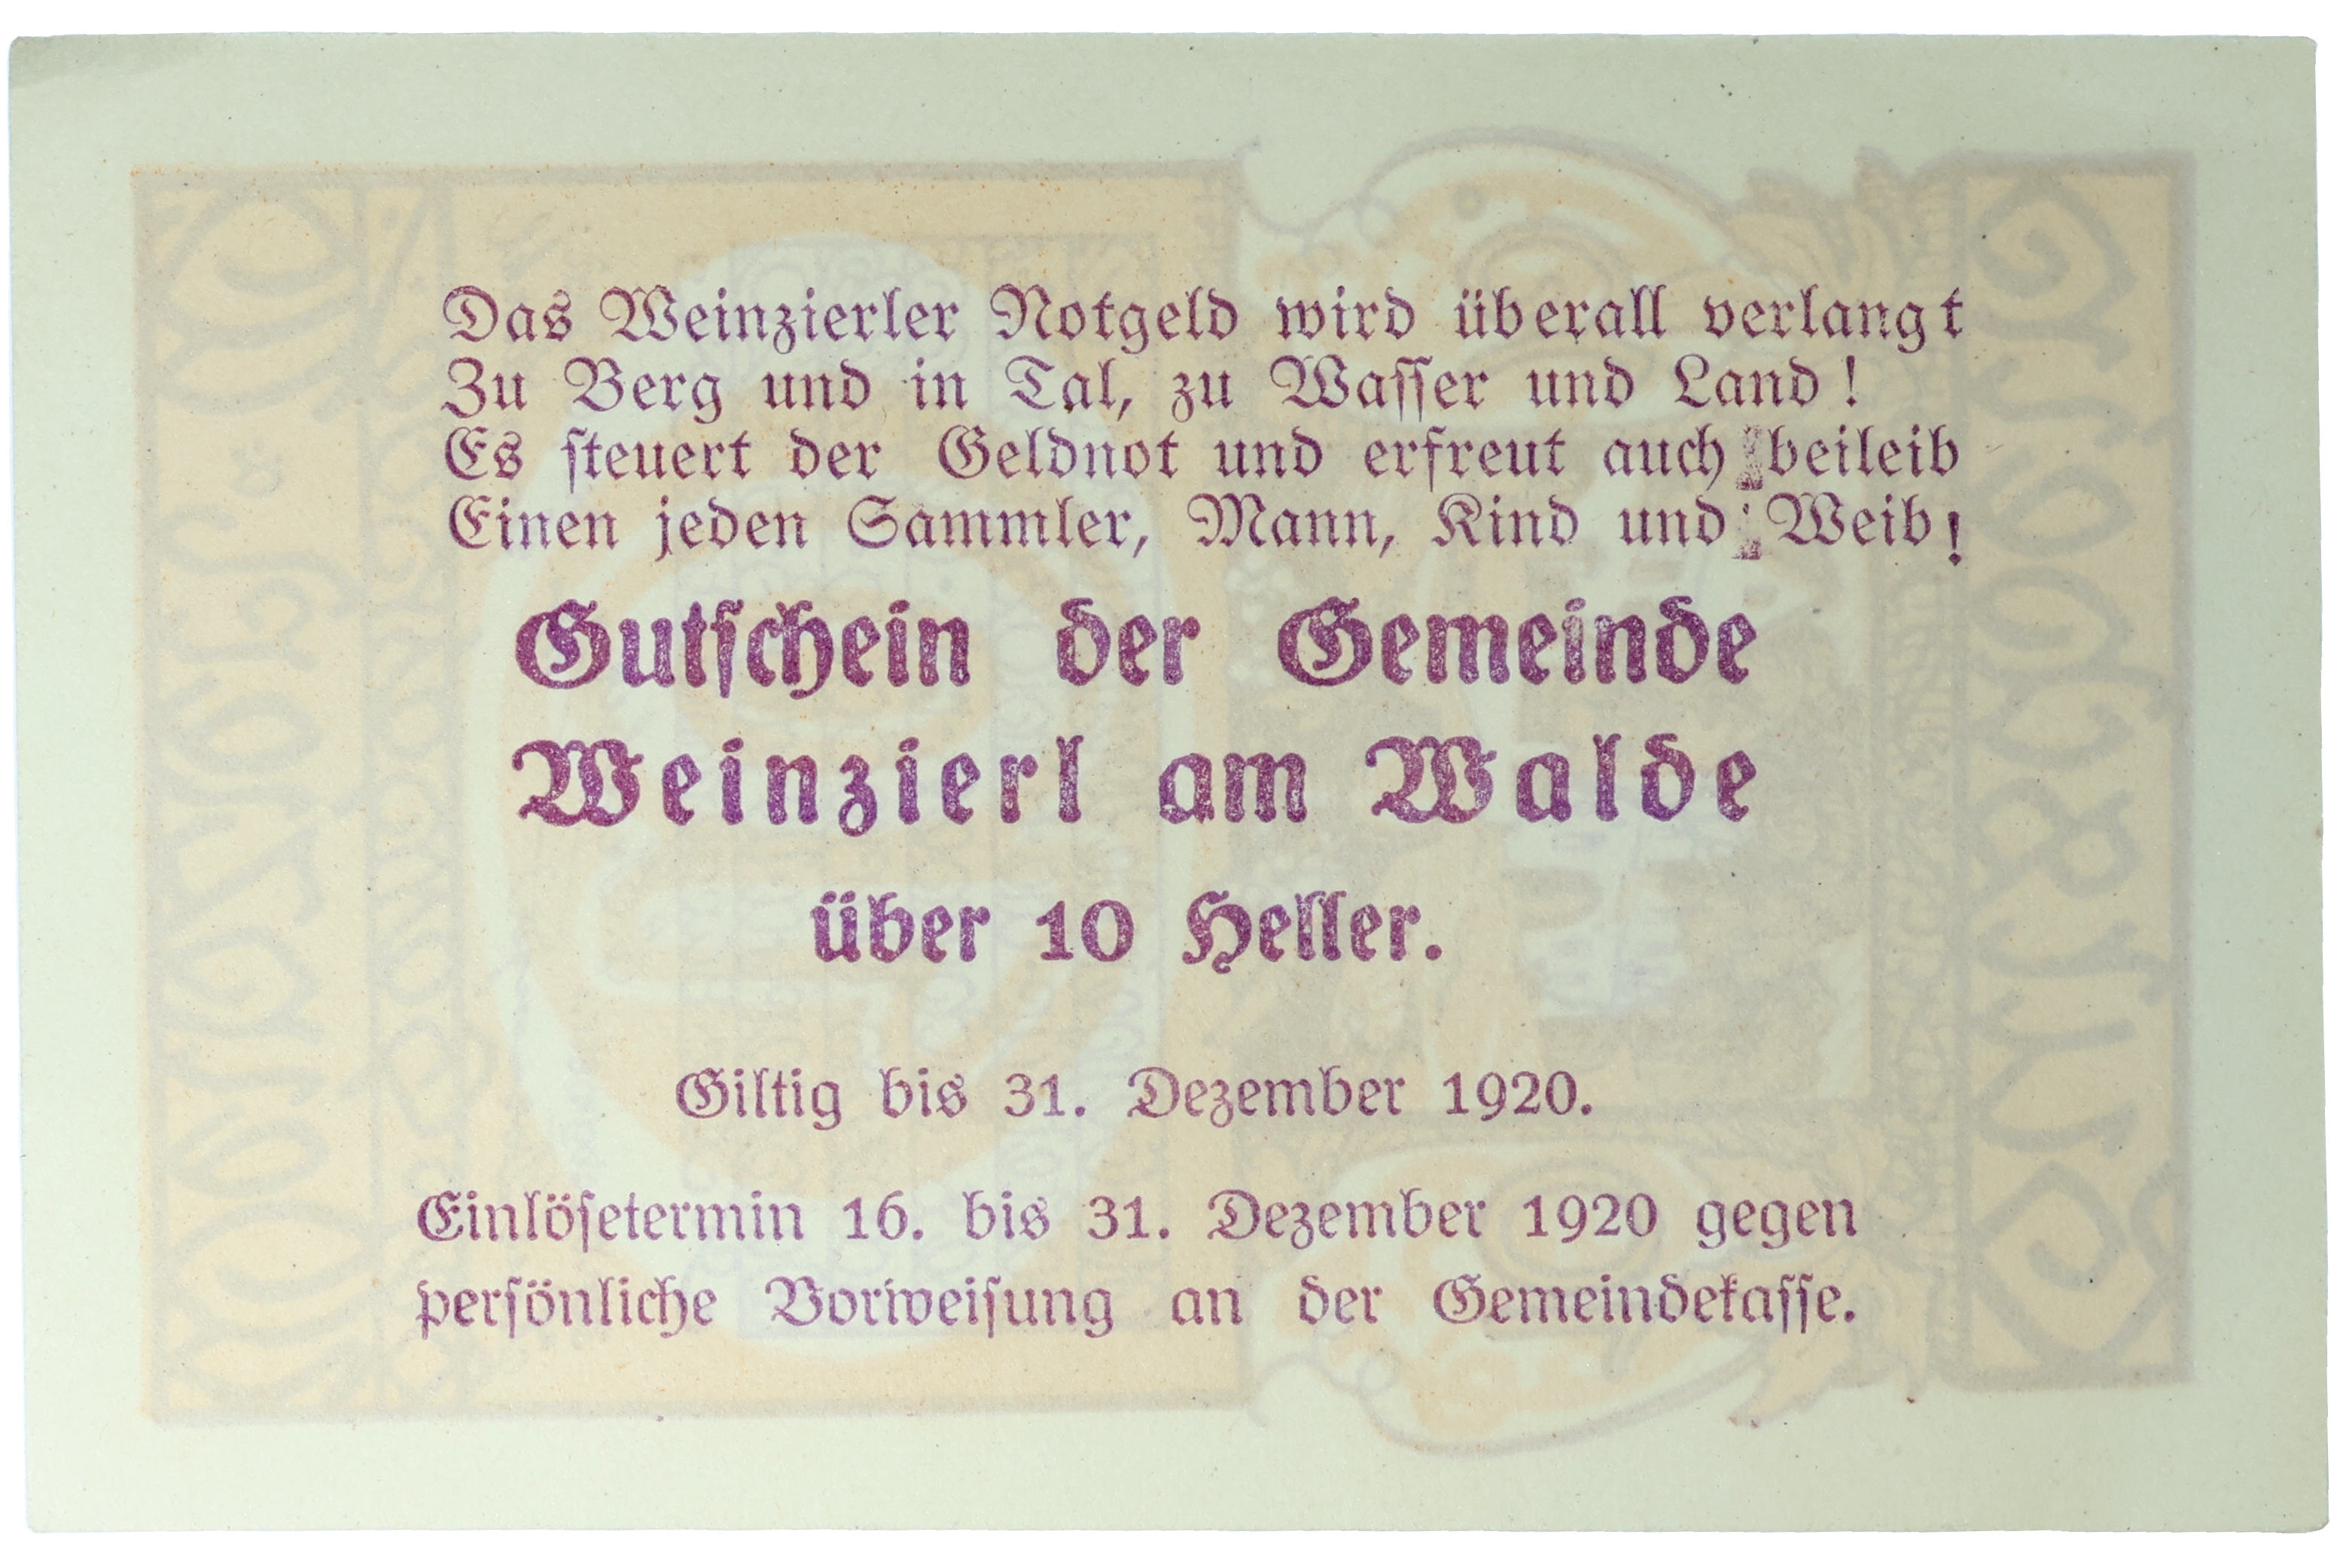 Das Weinzierler Notgeld wird überall verlangt
Zu Berg und in Tal, zu Wasser und Land!
Es steuert der Geldnot und erfreut auch beileib
Einen jeden Sammler, Mann, Kind und Weib!
Gutschein der Gemeinde
Weinzierl am Walde
über 10 Heller.
Giltig bis 31. Dezember 1920.
Einlösetermin 16. bis 31. Dezember 1920 gegen
persönliche Vorweisung an der Gemeindekasse.